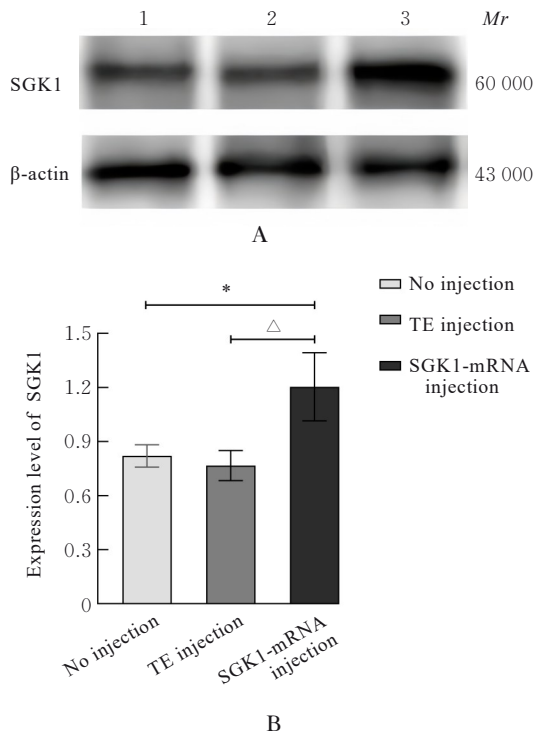 1 2 3 Mr
SGK1 60 000
β-actin 43 000
A
No injection
TE injection
SGK1-mRNA
injection
*
△
Expression level of SGK1
1.5
1.2
0.9
0.6
0.3
0
No injection
TE injection
SGK1-mRNA
injection
B